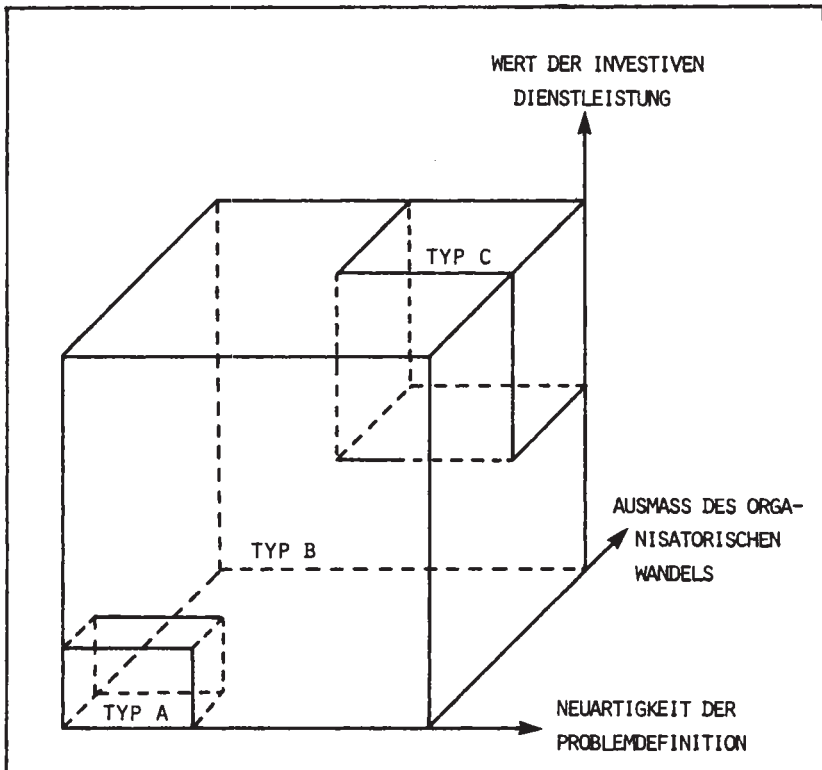 WERT DER INVESTIVEN
DIENSTLEISTUNG
TYP C
AUSMASS DES ORGA-
NISATORISCHEN
WANDELS
TYP B
TYP A
NEUARTIGKEIT DER
PROBLEMDEFINITION